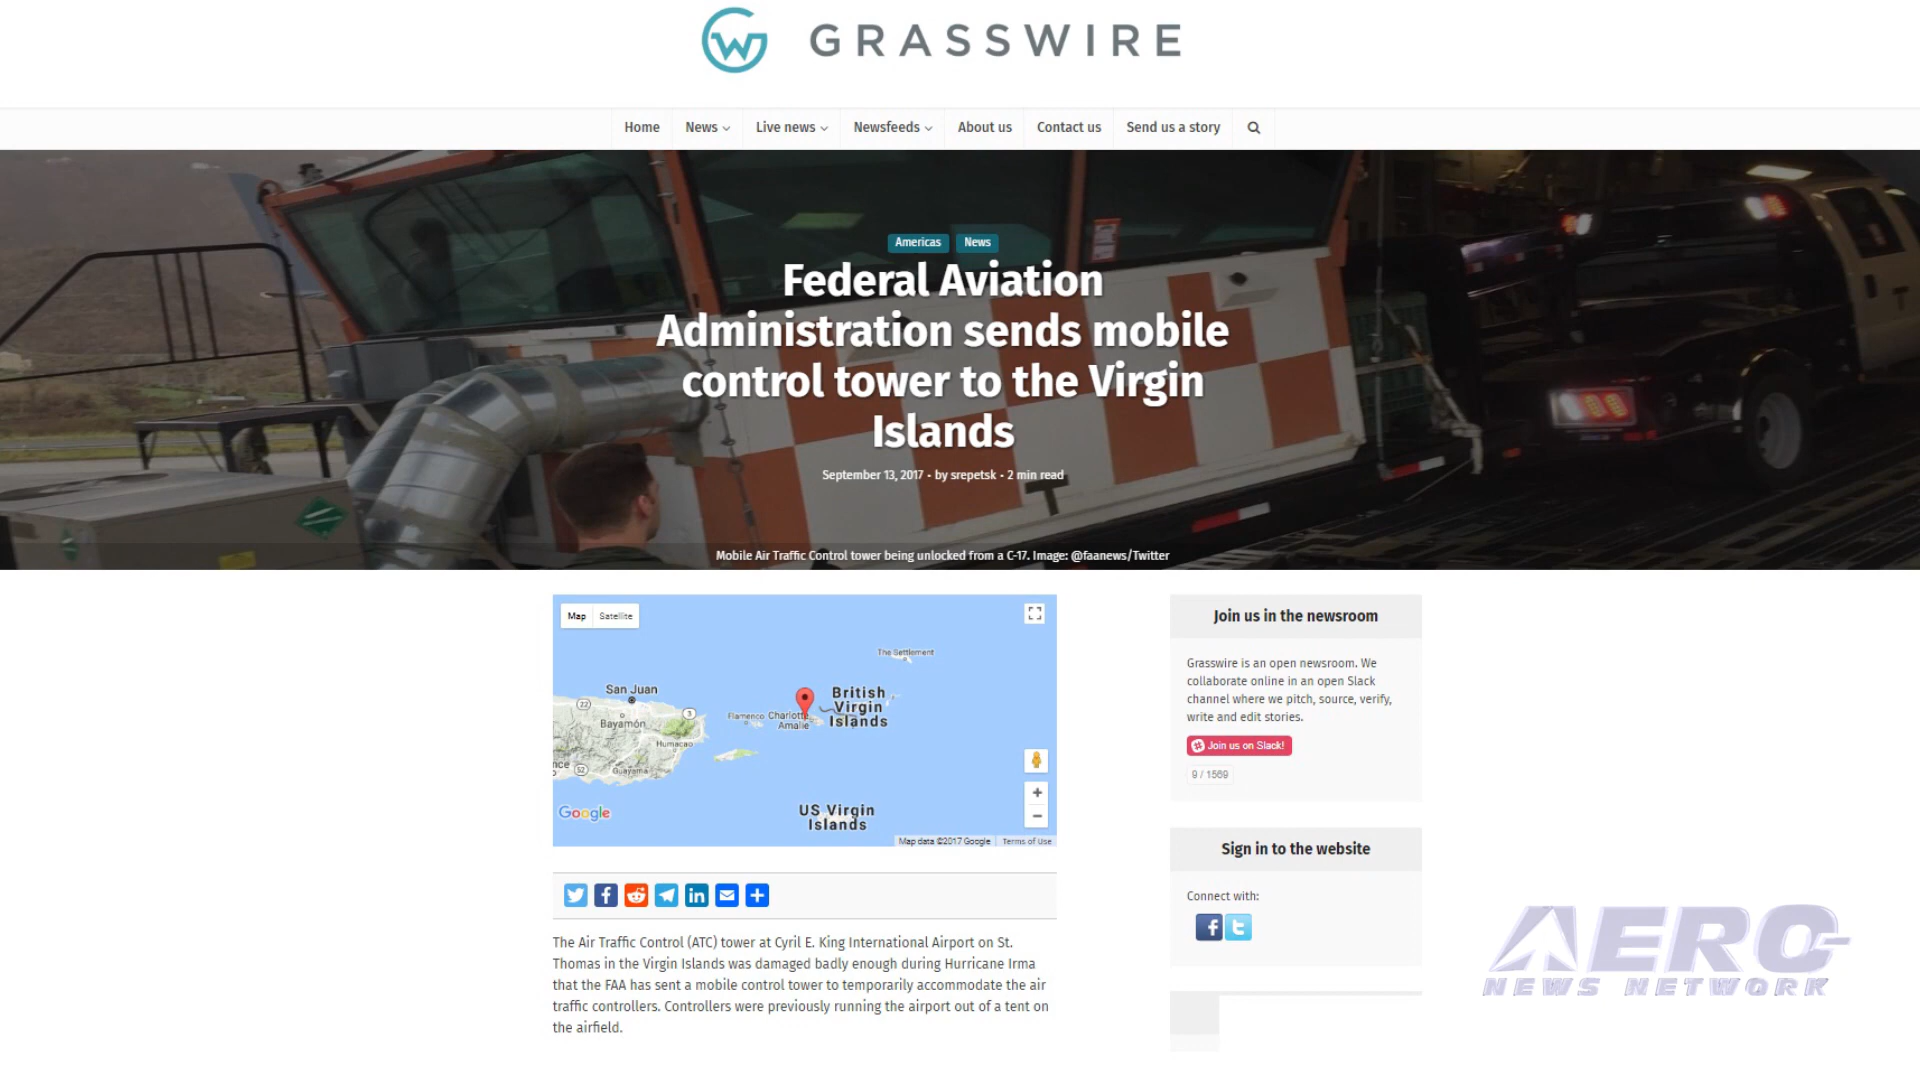 GRASSWIRE
Home News Live news Newsfeeds About us Contact us Send us a story
Americas News
Federal Aviation
Administration sends mobile
control tower to the Virgin
Islands
September 13, 2017 • by srepetsk • 2 min read
Mobile Air Traffic Control tower being unlocked from a C-17. Image: @faanews/Twitter
Map Satellite
The Settlement
San Juan
British
Virgin
Islands
22
3
Bayamón
Flamenco
Charlotte
Amalie
Humacao
nce
52
Guayama
Google
US Virgin
Islands
Map data ©2017 Google Terms of Use
The Air Traffic Control (ATC) tower at Cyril E. King International Airport on St.
Thomas in the Virgin Islands was damaged badly enough during Hurricane Irma
that the FAA has sent a mobile control tower to temporarily accommodate the air
traffic controllers. Controllers were previously running the airport out of a tent on
the airfield.
Join us in the newsroom
Grasswire is an open newsroom. We
collaborate online in an open Slack
channel where we pitch, source, verify,
write and edit stories.
Join us on Slack!
9 / 1569
Sign in to the website
Connect with:
AERO-
NEWS NETWORK